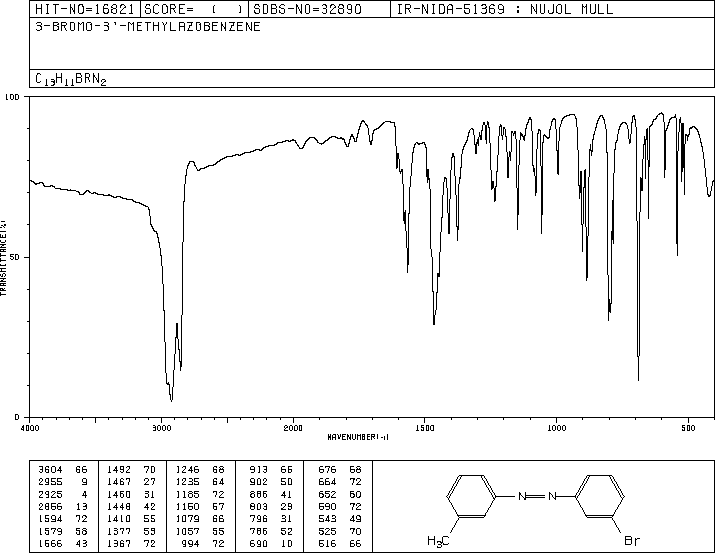 HIT-NO=16821 SCORE= ( ) SDBS-NO=32890 IR-NIDA-51369 : NUJOL MULL
3-BROMO-3'-METHYLAZOBENZENE
C13H11BRN2
100
50
0
TRANSMITTANCE(%)
4000 3000 2000 1500 1000 500
WAVENUMBER(-1)
3604 66 1492 70 1246 68 913 66 676 68
2955 9 1467 27 1235 64 902 50 664 72
2925 4 1460 31 1185 72 886 41 652 60
2866 13 1448 42 1150 57 803 29 590 72
1594 72 1410 55 1079 66 796 31 543 49
1579 58 1377 53 1057 55 786 52 525 70
1566 43 1367 72 994 72 690 10 516 66
N N
H3C Br